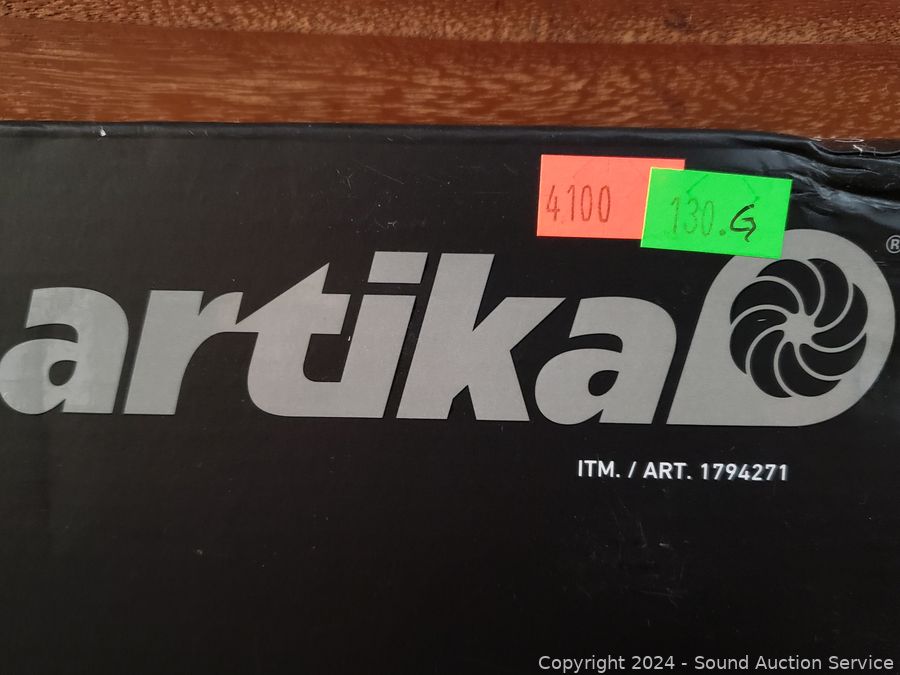 4100
130.G
artika®
ITM. / ART. 1794271
Copyright 2024 - Sound Auction Service